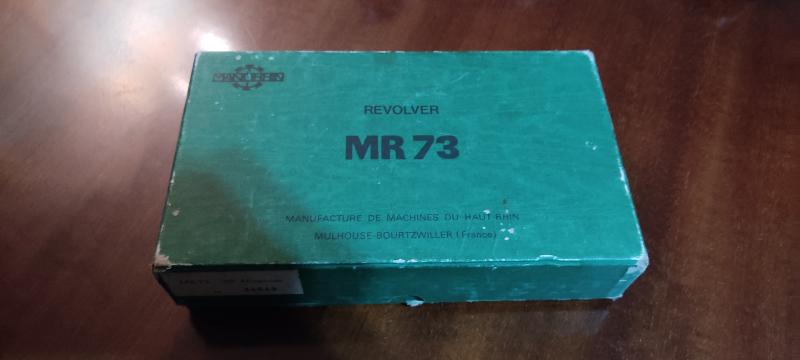 MANURHIN
REVOLVER
MR 73
MANUFACTURE DE MACHINES DU HAUT-RHIN
MULHOUSE-BOURTZWILLER (France)